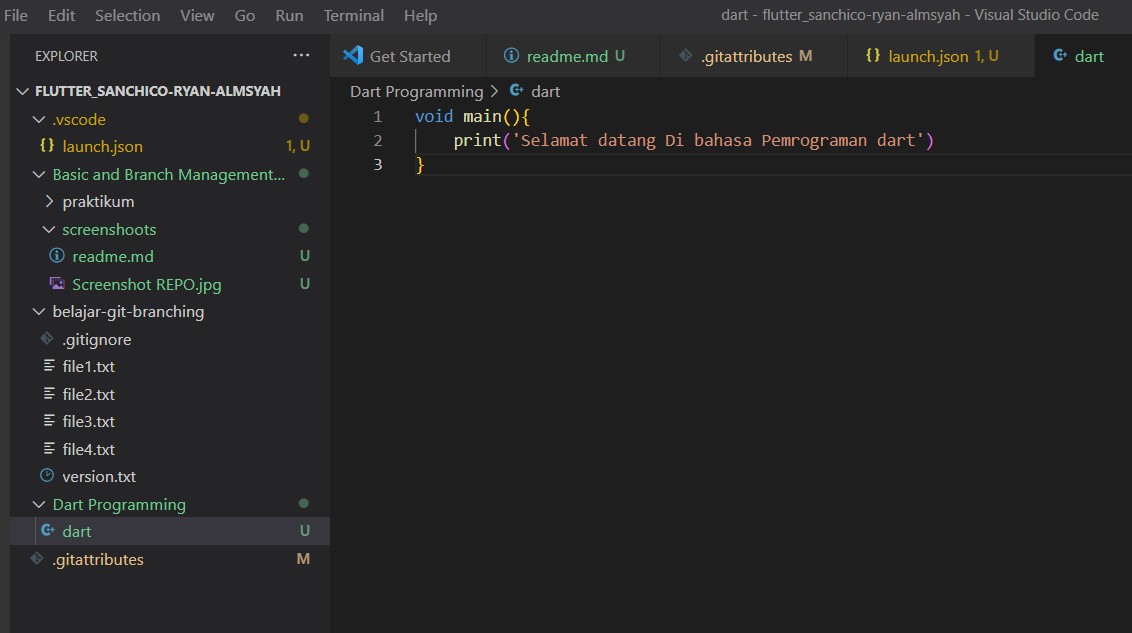 File Edit Selection View Go Run Terminal Help dart - flutter_sanchico-ryan-almsyah - Visual Studio Code
EXPLORER ...
FLUTTER_SANCHICO-RYAN-ALMSYAH
.vscode
launch.json 1, U
Basic and Branch Management...
praktikum
screenshoots
readme.md U
Screenshot REPO.jpg U
belajar-git-branching
.gitignore
file1.txt
file2.txt
file3.txt
file4.txt
version.txt
Dart Programming
dart U
.gitattributes M
Get Started readme.md U .gitattributes M {} launch.json 1, U dart
Dart Programming > dart
1 void main(){
2 print('Selamat datang Di bahasa Pemrograman dart')
3 }